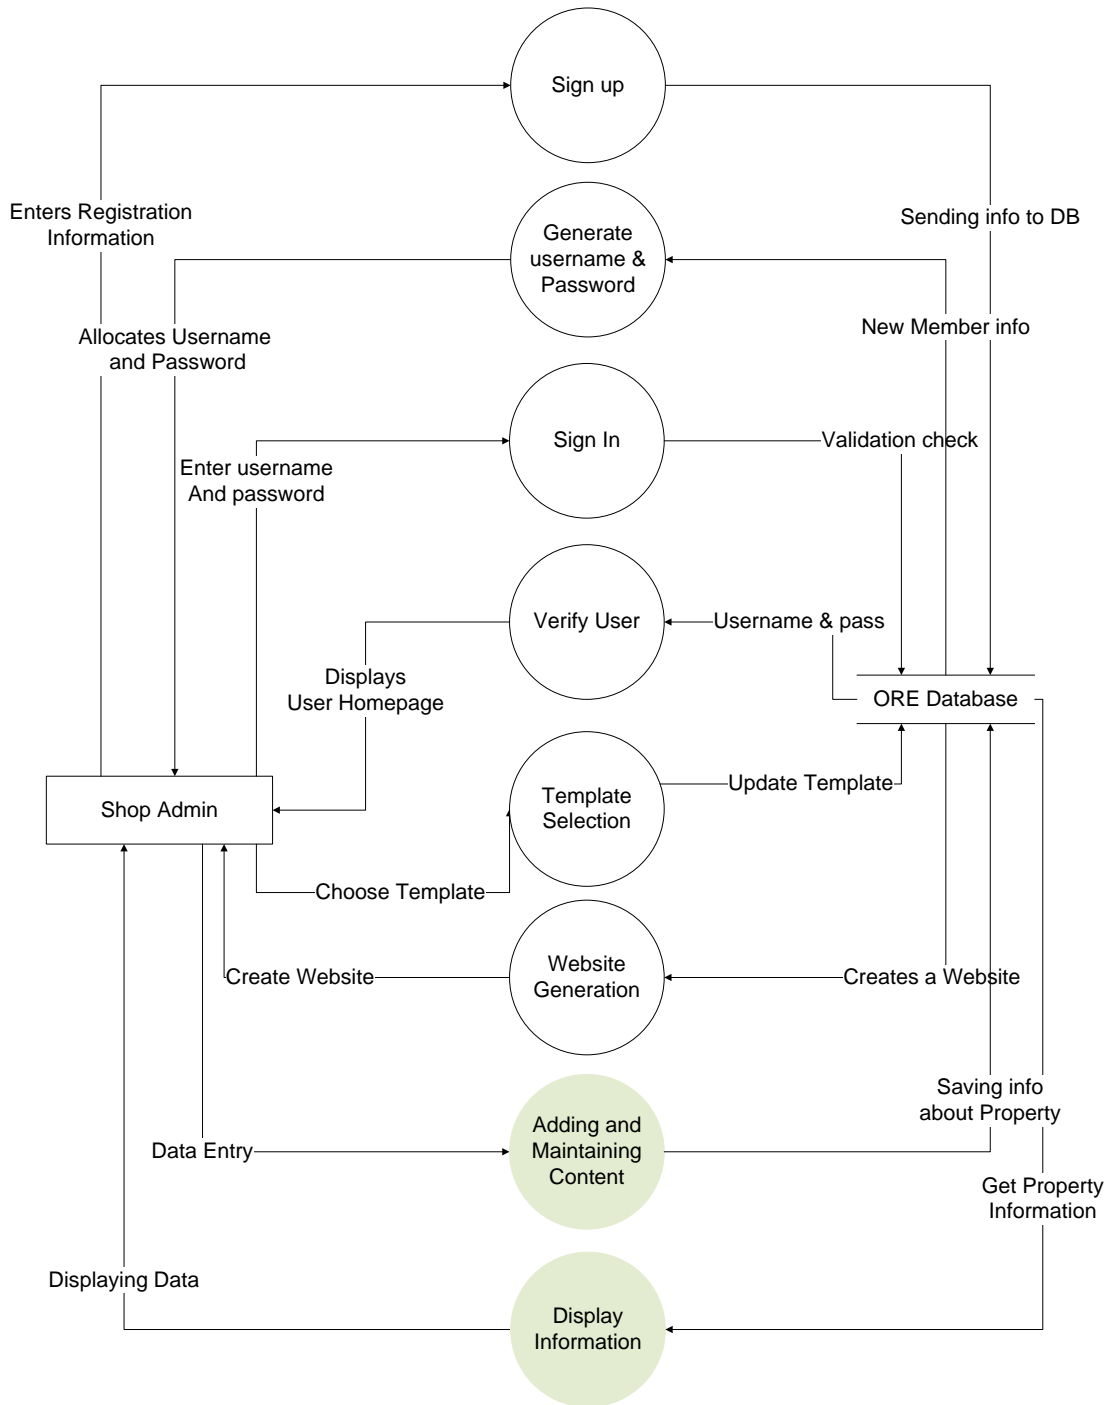 Sign up
Enters Registration
Information
Sending info to DB
Generate
username &
Password
Allocates Username
and Password
New Member info
Enter username
And password
Sign In
Validation check
Verify User
Username & pass
Displays
User Homepage
ORE Database
Shop Admin
Template
Selection
Update Template
Choose Template
Website
Generation
Create Website
Creates a Website
Saving info
about Property
Adding and
Maintaining
Content
Data Entry
Get Property
Information
Displaying Data
Display
Information